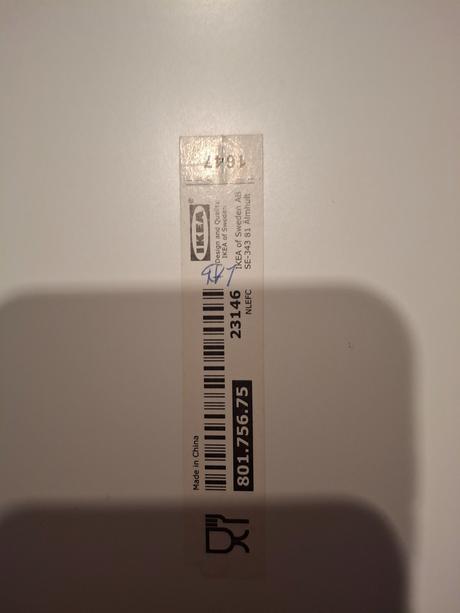 Made in China
801.756.75
23146
NLEFC
IKEA®
Design and Quality
IKEA of Sweden
IKEA of Sweden AB
SE-343 81 Älmhult
1647